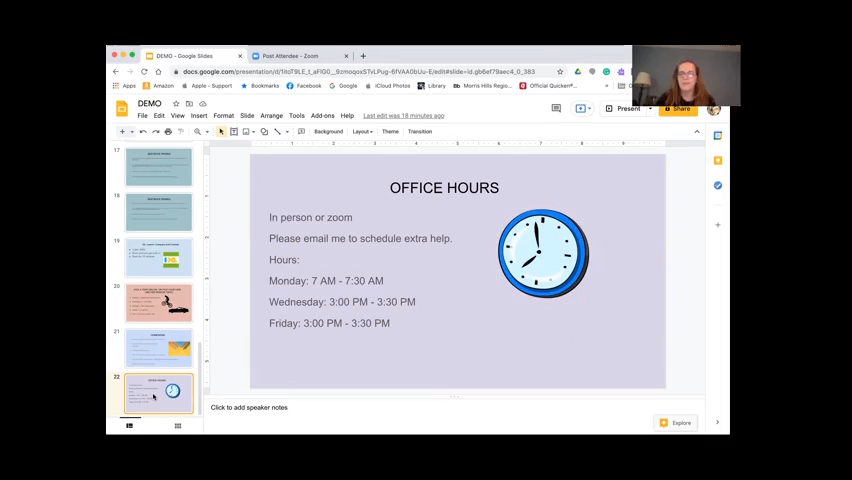 DEMO - Google Slides
Post Attendee - Zoom
docs.google.com/presentation/d/1itoT9LE_t_aFIG0__9zmoqoxSTvLPug-6fVAA0bUu-E/edit#slide=id.gb6ef79aec4_0_383
Apps
Amazon
Apple - Support
Bookmarks
Facebook
Google
iCloud Photos
Library
Morris Hills Regio...
Official Quicken®...
DEMO
File Edit View Insert Format Slide Arrange Tools Add-ons Help
Last edit was 18 minutes ago
Present
Share
Background
Layout
Theme
Transition
17
18
19
20
21
22
OFFICE HOURS
In person or zoom
Please email me to schedule extra help.
Hours:
Monday: 7 AM - 7:30 AM
Wednesday: 3:00 PM - 3:30 PM
Friday: 3:00 PM - 3:30 PM
Click to add speaker notes
Explore